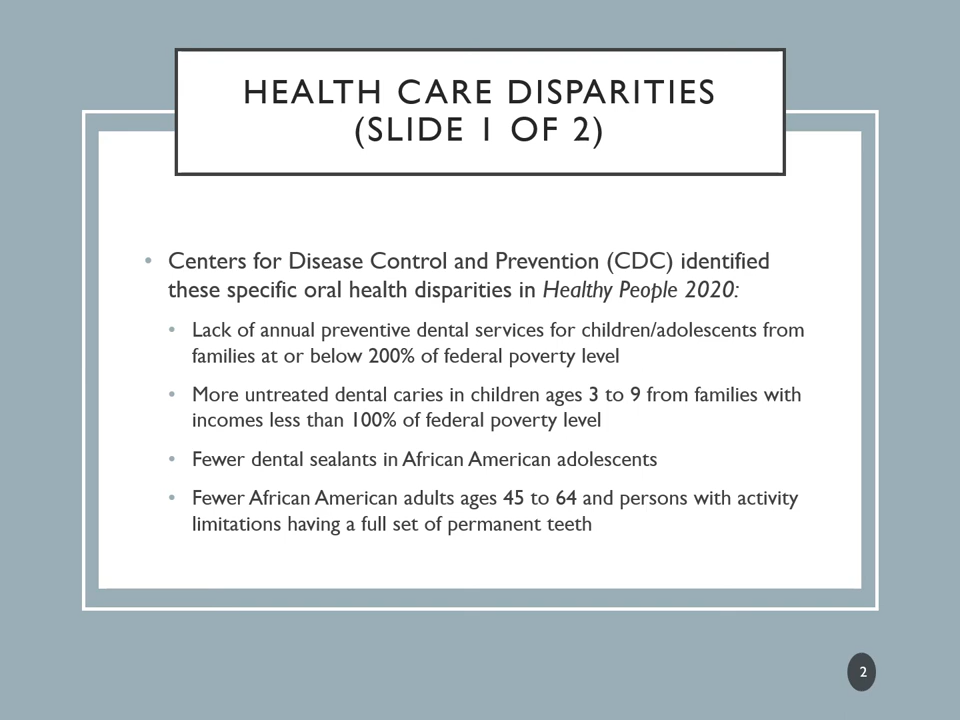 HEALTH CARE DISPARITIES
(SLIDE 1 OF 2)
• Centers for Disease Control and Prevention (CDC) identified
these specific oral health disparities in Healthy People 2020:
• Lack of annual preventive dental services for children/adolescents from
families at or below 200% of federal poverty level
• More untreated dental caries in children ages 3 to 9 from families with
incomes less than 100% of federal poverty level
• Fewer dental sealants in African American adolescents
• Fewer African American adults ages 45 to 64 and persons with activity
limitations having a full set of permanent teeth
2